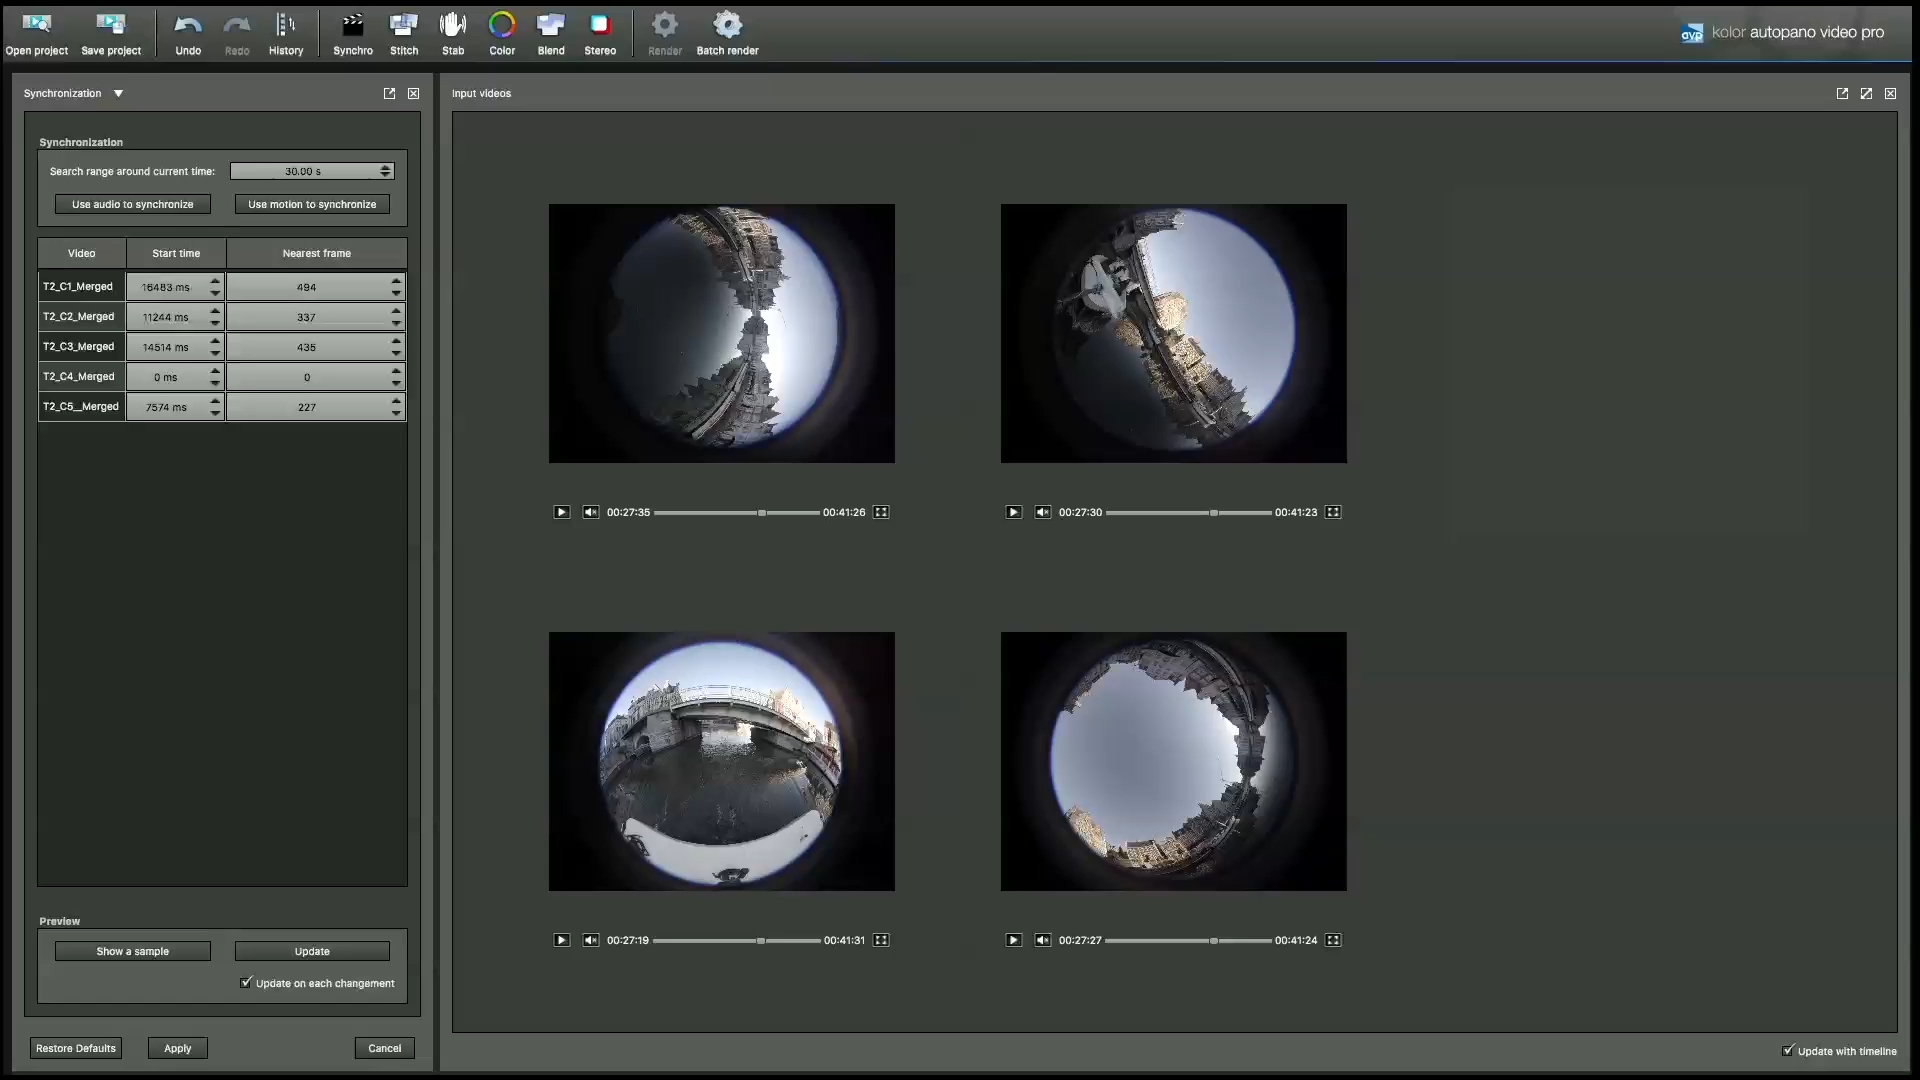 Open project Save project Undo Redo History Synchro Stitch Stab Color Blend Stereo Render Batch render
avp kolor autopano video pro
Synchronization
Input videos
Synchronization
Search range around current time: 30.00 s
Use audio to synchronize Use motion to synchronize
Video Start time Nearest frame
T2_C1_Merged 16483 ms 494
T2_C2_Merged 11244 ms 337
T2_C3_Merged 14514 ms 435
T2_C4_Merged 0 ms 0
T2_C5__Merged 7574 ms 227
00:27:35 00:41:26
00:27:30 00:41:23
00:27:19 00:41:31
00:27:27 00:41:24
Preview
Show a sample Update
Update on each changement
Restore Defaults Apply Cancel
Update with timeline